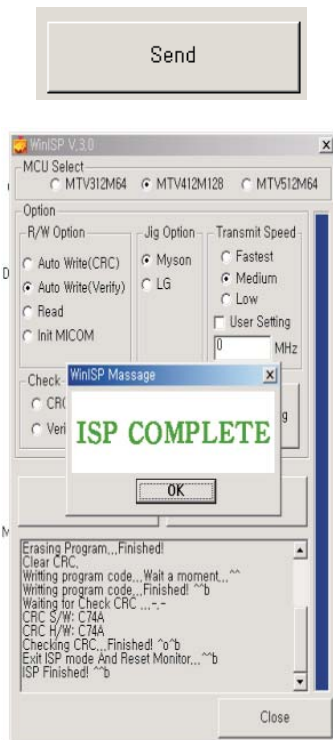 Send
WinISP V,3,0
MCU Select
MTV312M64 MTV412M128 MTV512M64
Option
R/W Option
Auto Write(CRC)
Auto Write(Verify)
Read
Init MICOM
Jig Option
Myson
LG
Transmit Speed
Fastest
Medium
Low
User Setting
0 MHz
Check
CRC
Veri
g
WinISP Massage
ISP COMPLETE
OK
Erasing Program,,,Finished!
Clear CRC,
Writting program code,,,Wait a moment,,,^^
Writting program code,,,Finished! ^^b
Waiting for Check CRC ,,,-,-
CRC S/W: C74A
CRC H/W: C74A
Checking CRC,,,Finished! ^o^b
Exit ISP mode And Reset Monitor,,,^^b
ISP Finished! ^^b
Close